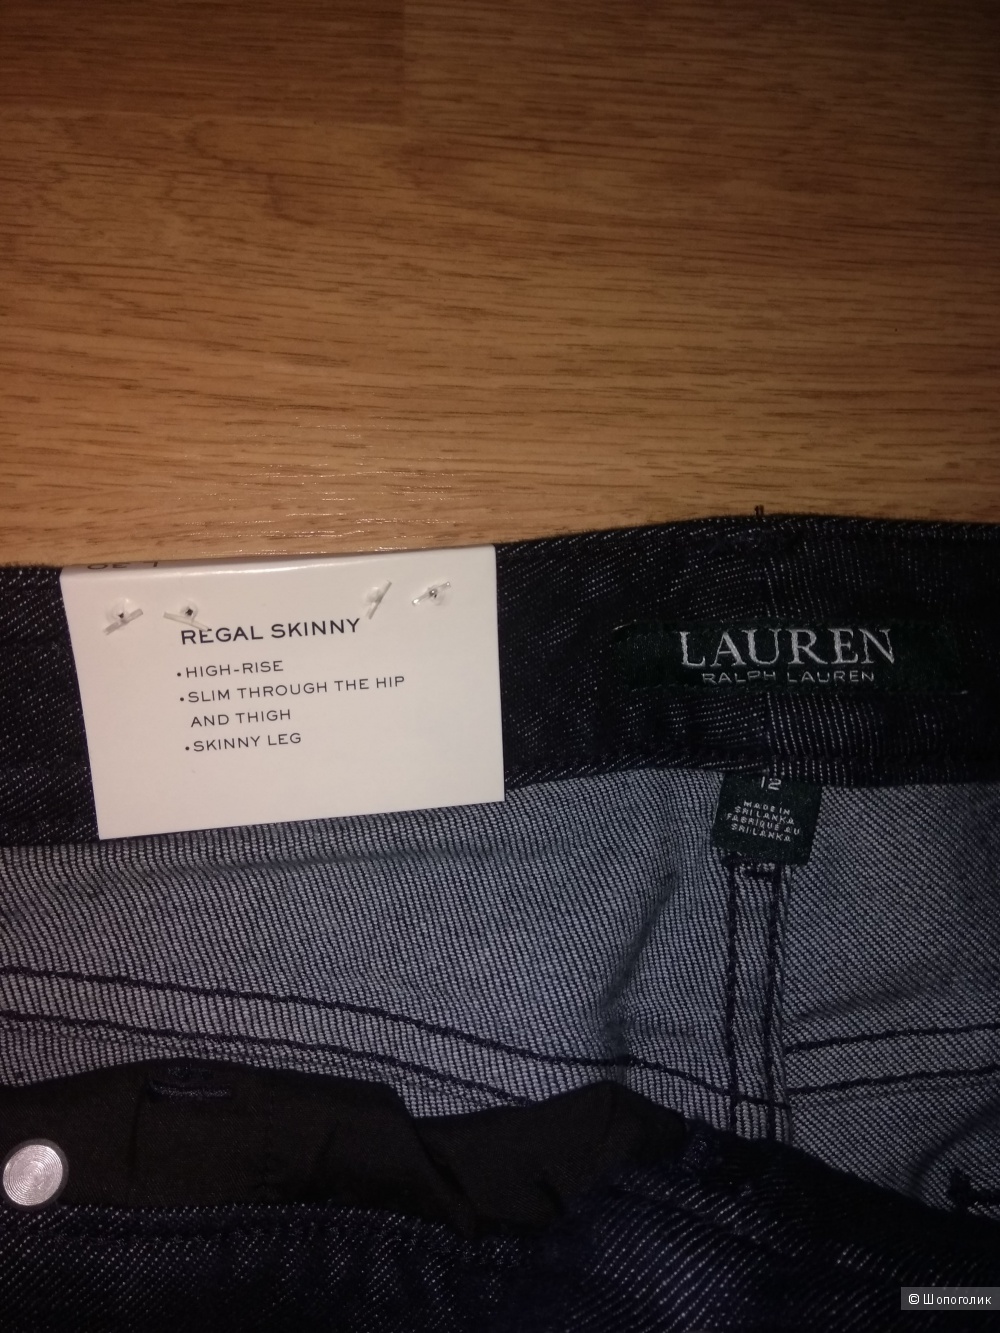 REGAL SKINNY
•HIGH-RISE
•SLIM THROUGH THE HIP
AND THIGH
•SKINNY LEG
LAUREN
RALPH LAUREN
12
MADE IN
SRI LANKA
FABRIQUÉ AU
SRI LANKA
© Шопоголик